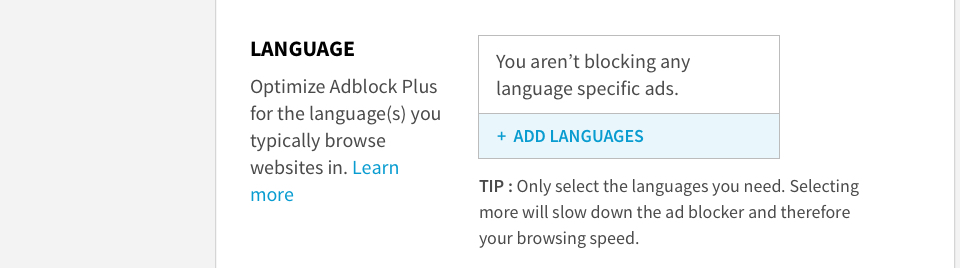 LANGUAGE
Optimize Adblock Plus
for the language(s) you
typically browse
websites in. Learn
more
You aren’t blocking any
language specific ads.
+ ADD LANGUAGES
TIP : Only select the languages you need. Selecting
more will slow down the ad blocker and therefore
your browsing speed.